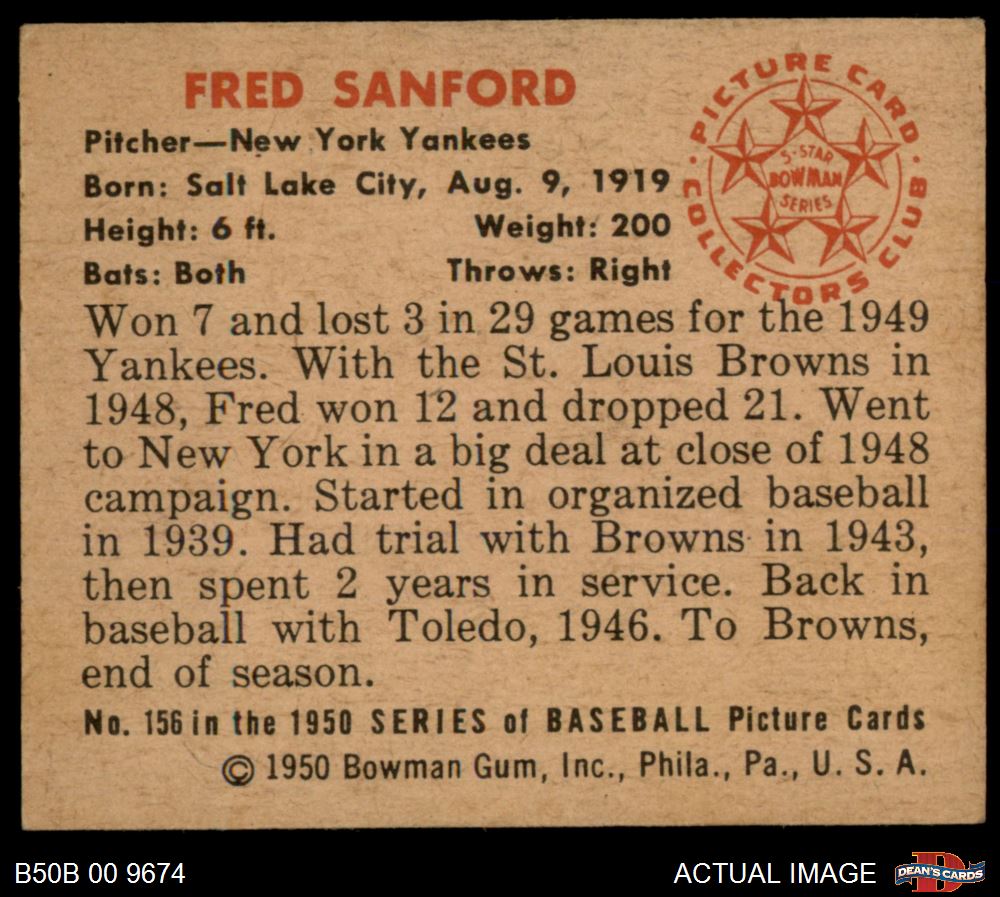 FRED SANFORD
Pitcher—New York Yankees
Born: Salt Lake City, Aug. 9, 1919
Height: 6 ft. Weight: 200
Bats: Both Throws: Right
PICTURE CARD COLLECTORS CLUB
5-STAR
BOWMAN
SERIES
Won 7 and lost 3 in 29 games for the 1949
Yankees. With the St. Louis Browns in
1948, Fred won 12 and dropped 21. Went
to New York in a big deal at close of 1948
campaign. Started in organized baseball
in 1939. Had trial with Browns in 1943,
then spent 2 years in service. Back in
baseball with Toledo, 1946. To Browns,
end of season.
No. 156 in the 1950 SERIES of BASEBALL Picture Cards
© 1950 Bowman Gum, Inc., Phila., Pa., U. S. A.
B50B 00 9674 ACTUAL IMAGE
D
DEAN'S CARDS